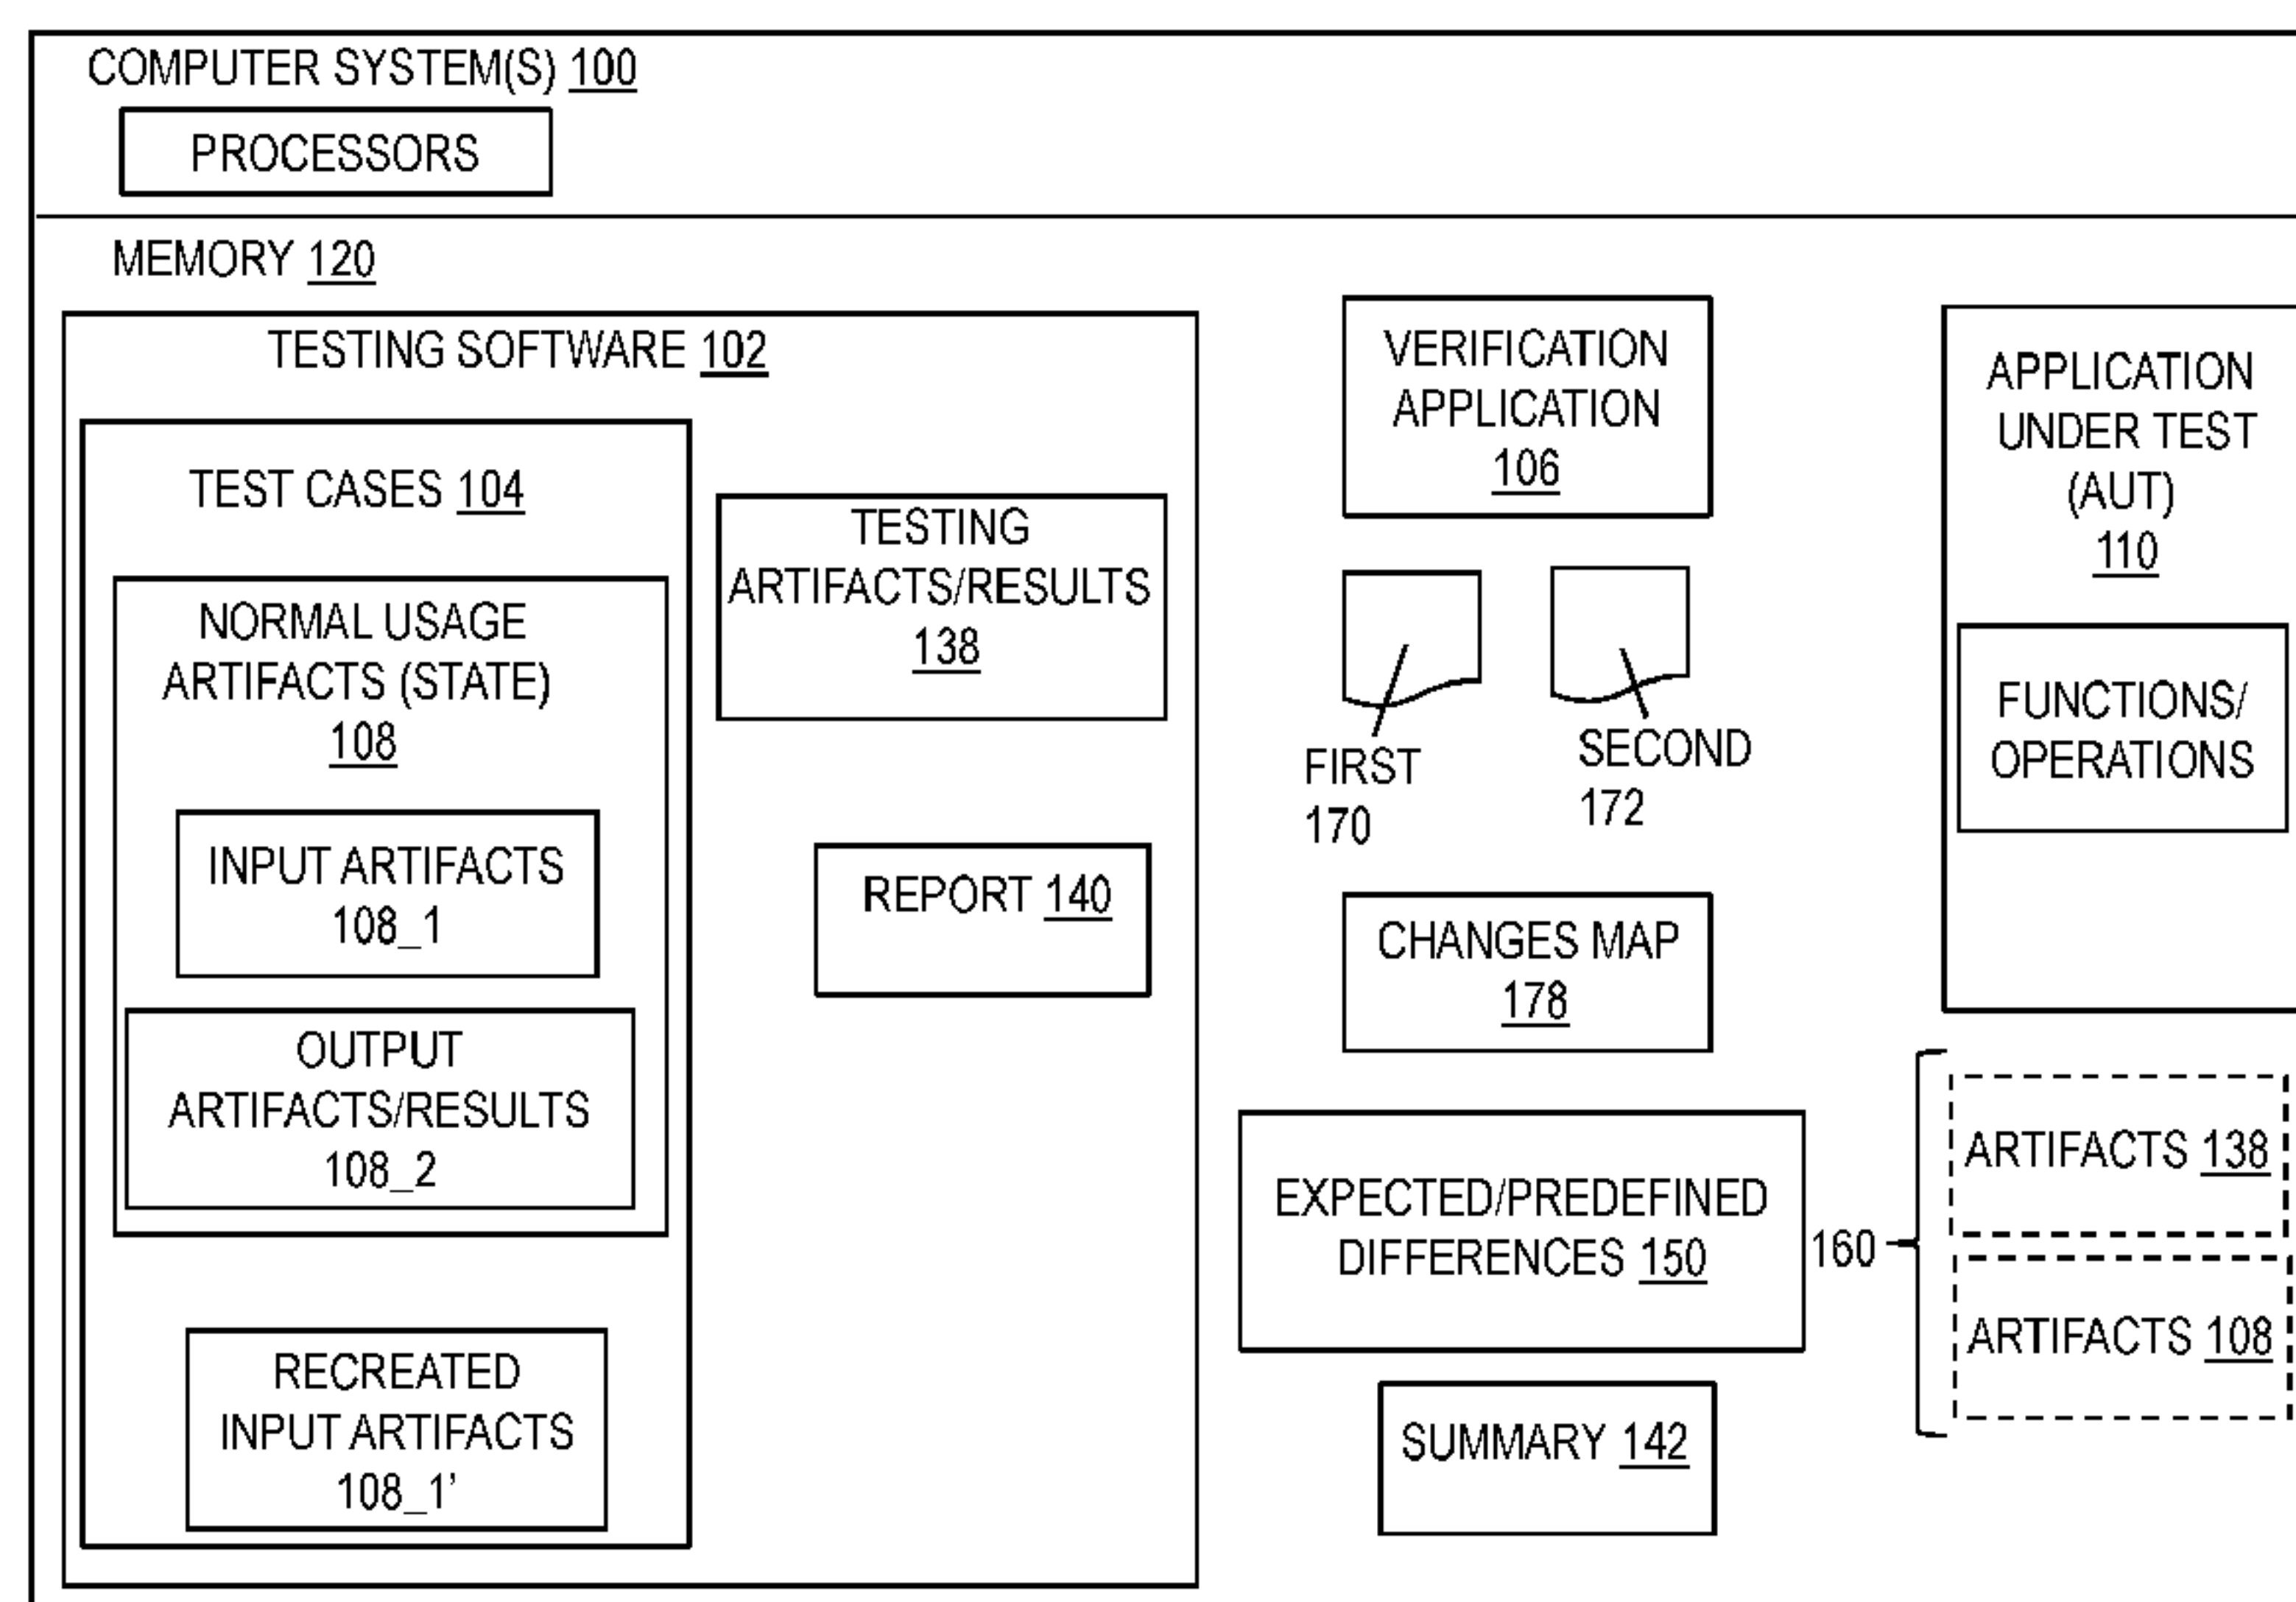 COMPUTER SYSTEM(S) 100
PROCESSORS
MEMORY 120
TESTING SOFTWARE 102
TEST CASES 104
NORMAL USAGE
ARTIFACTS (STATE)
108
INPUT ARTIFACTS
108_1
OUTPUT
ARTIFACTS/RESULTS
108_2
RECREATED
INPUT ARTIFACTS
108_1’
TESTING
ARTIFACTS/RESULTS
138
REPORT 140
VERIFICATION
APPLICATION
106
FIRST
170
SECOND
172
CHANGES MAP
178
EXPECTED/PREDEFINED
DIFFERENCES 150
SUMMARY 142
APPLICATION
UNDER TEST
(AUT)
110
FUNCTIONS/
OPERATIONS
160
ARTIFACTS 138
ARTIFACTS 108